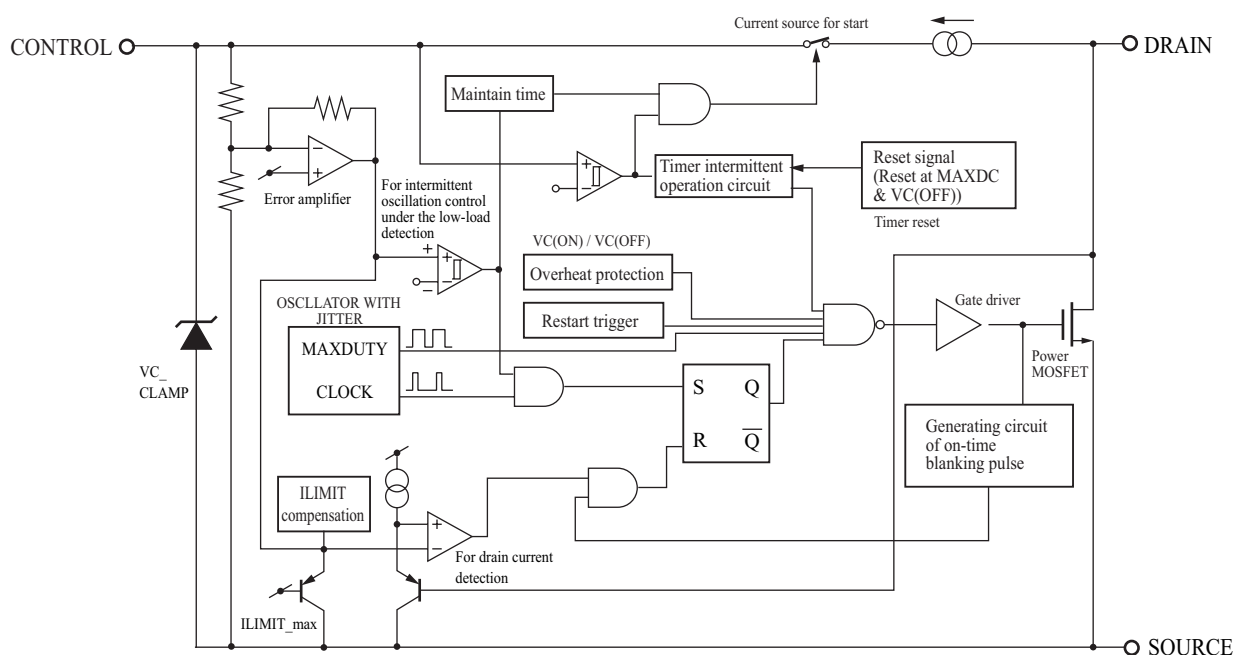 Current source for start
CONTROL
DRAIN
Maintain time
Reset signal
(Reset at MAXDC
& VC(OFF))
Timer intermittent
operation circuit
Timer reset
Error amplifier
For intermittent
oscillation control
under the low-load
detection
VC(ON) / VC(OFF)
Overheat protection
Restart trigger
Gate driver
OSCLLATOR WITH
JITTER
MAXDUTY
CLOCK
Power
MOSFET
VC_
CLAMP
S
Q
R
Q
Generating circuit
of on-time
blanking pulse
ILIMIT
compensation
For drain current
detection
ILIMIT_max
SOURCE